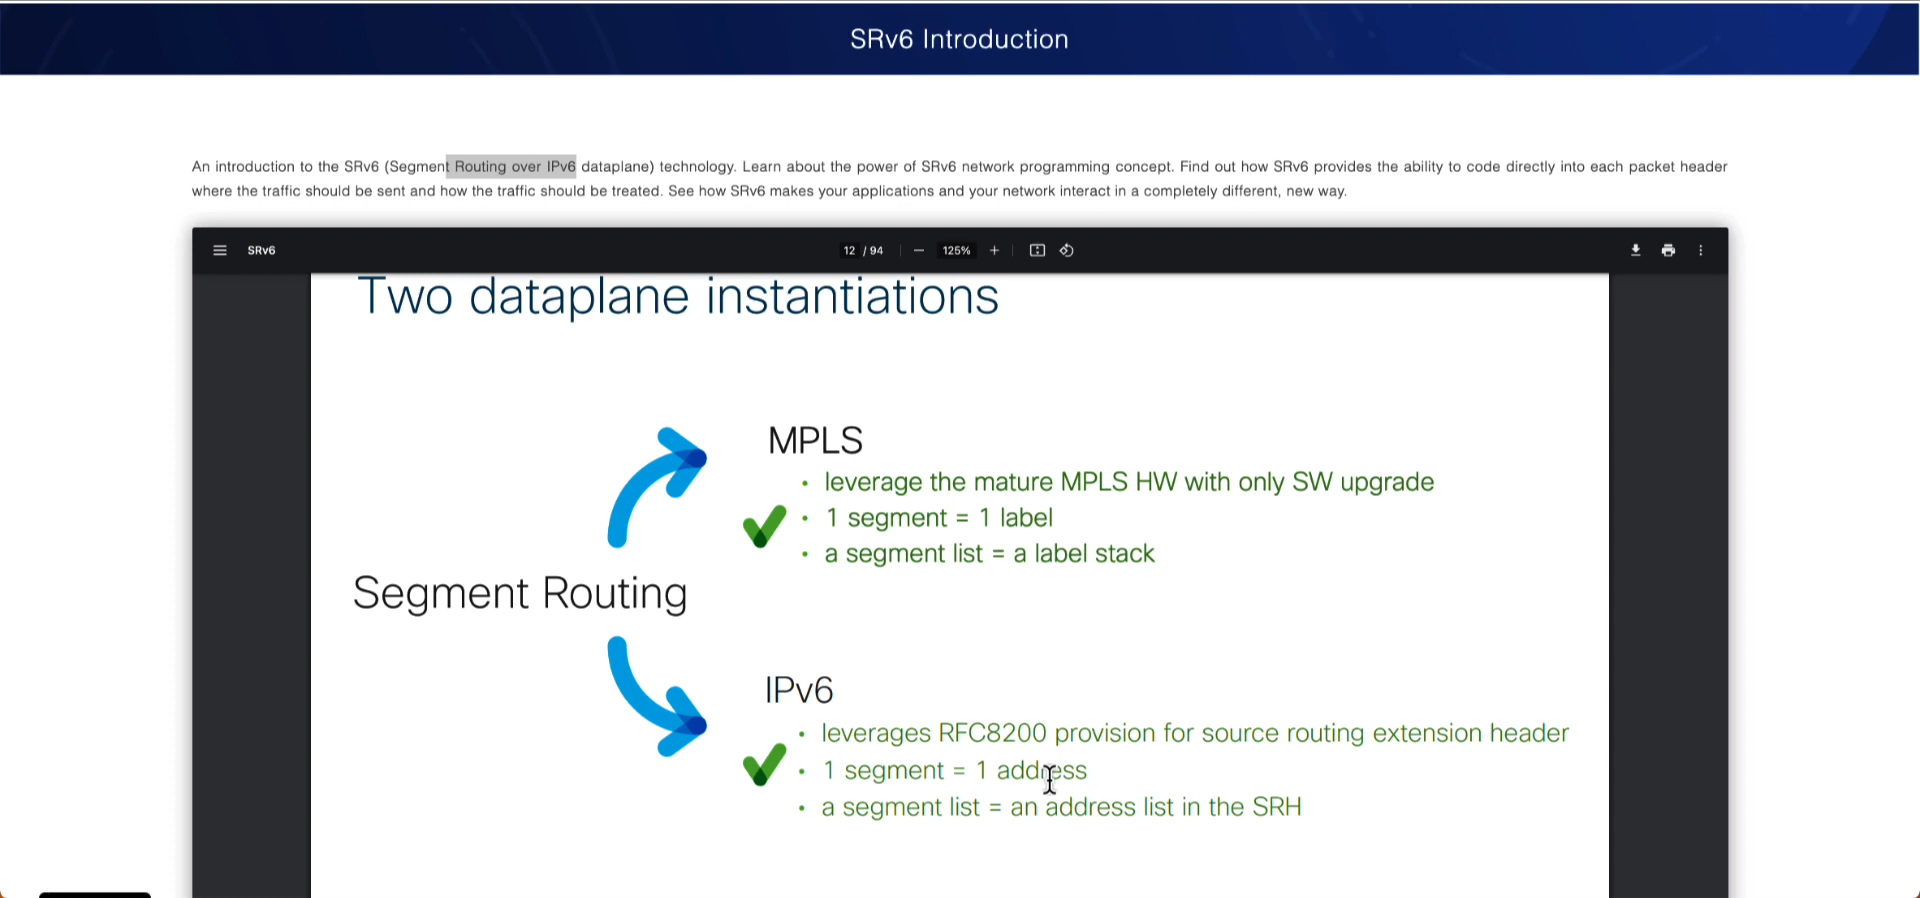 SRv6 Introduction
An introduction to the SRv6 (Segment Routing over IPv6 dataplane) technology. Learn about the power of SRv6 network programming concept. Find out how SRv6 provides the ability to code directly into each packet header
where the traffic should be sent and how the traffic should be treated. See how SRv6 makes your applications and your network interact in a completely different, new way.
SRv6 12 / 94 125%
Two dataplane instantiations
MPLS
• leverage the mature MPLS HW with only SW upgrade
• 1 segment = 1 label
• a segment list = a label stack
Segment Routing
IPv6
• leverages RFC8200 provision for source routing extension header
• 1 segment = 1 address
• a segment list = an address list in the SRH